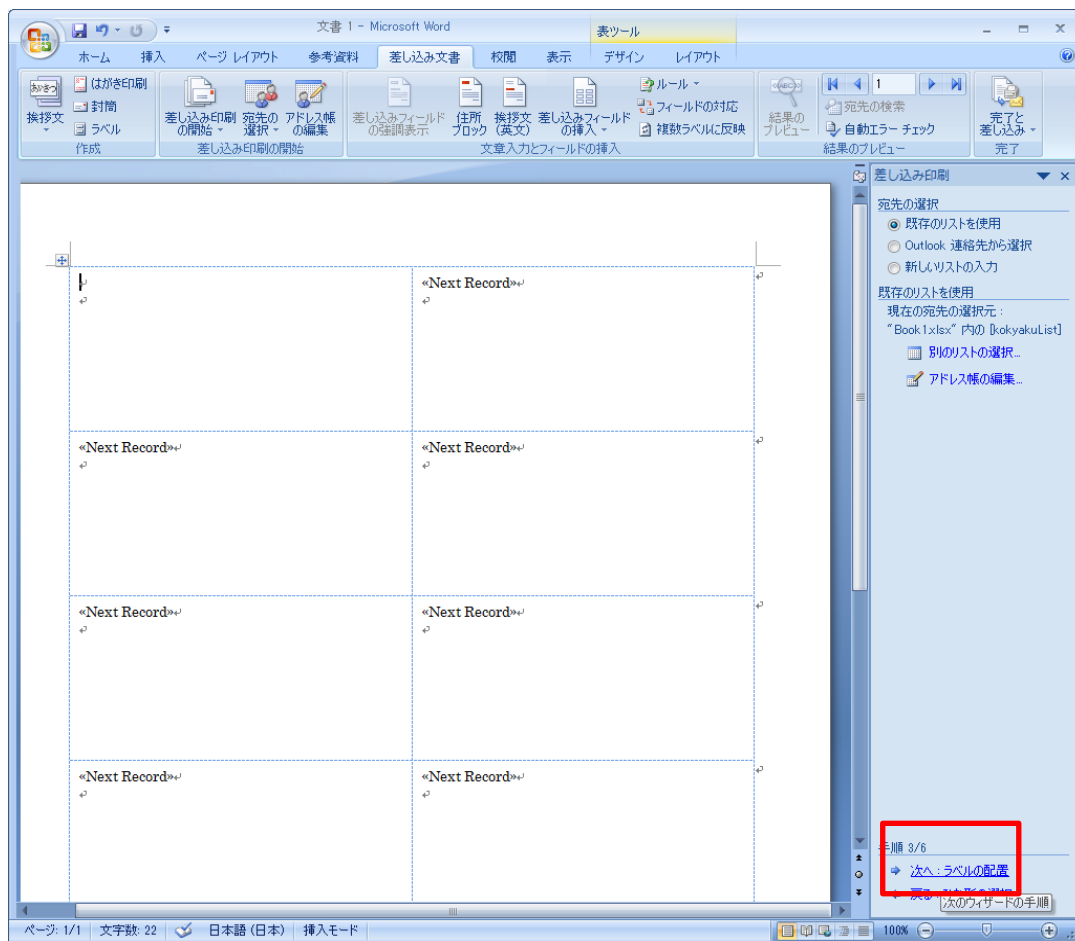 文書 1 - Microsoft Word
表ツール
ホーム 挿入 ページ レイアウト 参考資料 差し込み文書 校閲 表示 デザイン レイアウト
挨拶文
はがき印刷
封筒
ラベル
作成
差し込み印刷の開始
宛先の選択
アドレス帳の編集
差し込み印刷の開始
差し込みフィールドの強調表示
住所ブロック
挨拶文(英文)
差し込みフィールドの挿入
ルール
フィールドの対応
複数ラベルに反映
文章入力とフィールドの挿入
結果のプレビュー
1
宛先の検索
自動エラー チェック
結果のプレビュー
完了と差し込み
完了
«Next Record»
«Next Record» «Next Record»
«Next Record» «Next Record»
«Next Record» «Next Record»
差し込み印刷
宛先の選択
既存のリストを使用
Outlook 連絡先から選択
新しいリストの入力
既存のリストを使用
現在の宛先の選択元:
"Book1.xlsx" 内の [kokyakuList]
別のリストの選択...
アドレス帳の編集...
手順 3/6
次へ: ラベルの配置
次のウィザードの手順
ページ: 1/1 文字数: 22 日本語 (日本) 挿入モード 100%